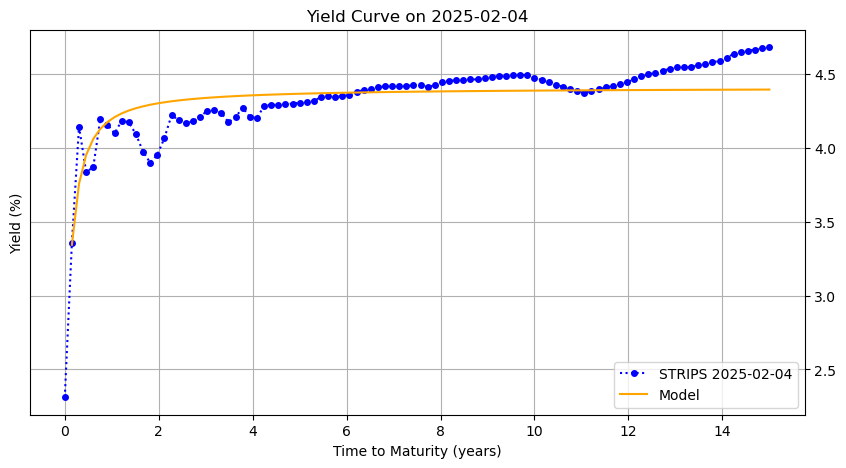 Yield Curve on 2025-02-04
Yield (%)
4.5
4.0
3.5
3.0
2.5
STRIPS 2025-02-04
Model
0 2 4 6 8 10 12 14
Time to Maturity (years)